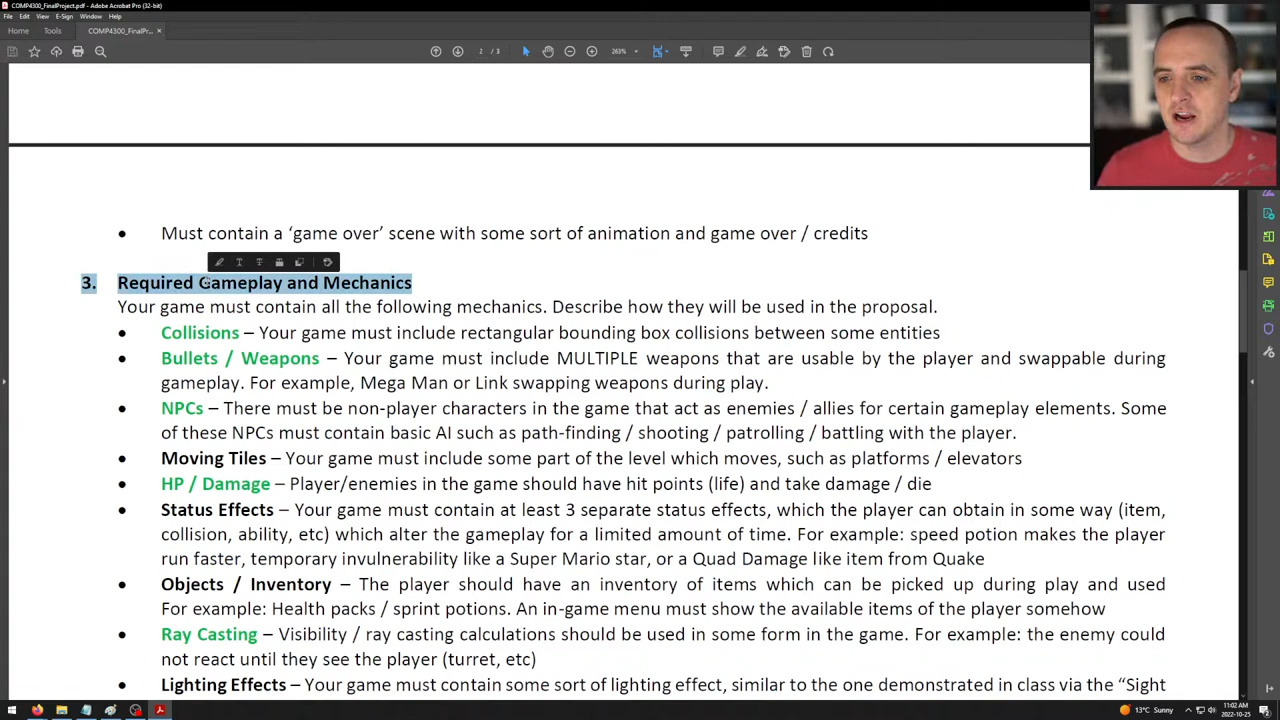 COMP4300_FinalProject.pdf - Adobe Acrobat Pro (32-bit)
File Edit View E-Sign Window Help
Home Tools COMP4300_FinalPr... ×
2 / 3 263%
• Must contain a ‘game over’ scene with some sort of animation and game over / credits
3. Required Gameplay and Mechanics
Your game must contain all the following mechanics. Describe how they will be used in the proposal.
• Collisions – Your game must include rectangular bounding box collisions between some entities
• Bullets / Weapons – Your game must include MULTIPLE weapons that are usable by the player and swappable during
gameplay. For example, Mega Man or Link swapping weapons during play.
• NPCs – There must be non-player characters in the game that act as enemies / allies for certain gameplay elements. Some
of these NPCs must contain basic AI such as path-finding / shooting / patrolling / battling with the player.
• Moving Tiles – Your game must include some part of the level which moves, such as platforms / elevators
• HP / Damage – Player/enemies in the game should have hit points (life) and take damage / die
• Status Effects – Your game must contain at least 3 separate status effects, which the player can obtain in some way (item,
collision, ability, etc) which alter the gameplay for a limited amount of time. For example: speed potion makes the player
run faster, temporary invulnerability like a Super Mario star, or a Quad Damage like item from Quake
• Objects / Inventory – The player should have an inventory of items which can be picked up during play and used
For example: Health packs / sprint potions. An in-game menu must show the available items of the player somehow
• Ray Casting – Visibility / ray casting calculations should be used in some form in the game. For example: the enemy could
not react until they see the player (turret, etc)
• Lighting Effects – Your game must contain some sort of lighting effect, similar to the one demonstrated in class via the “Sight
13°C Sunny
11:02 AM
2022-10-25